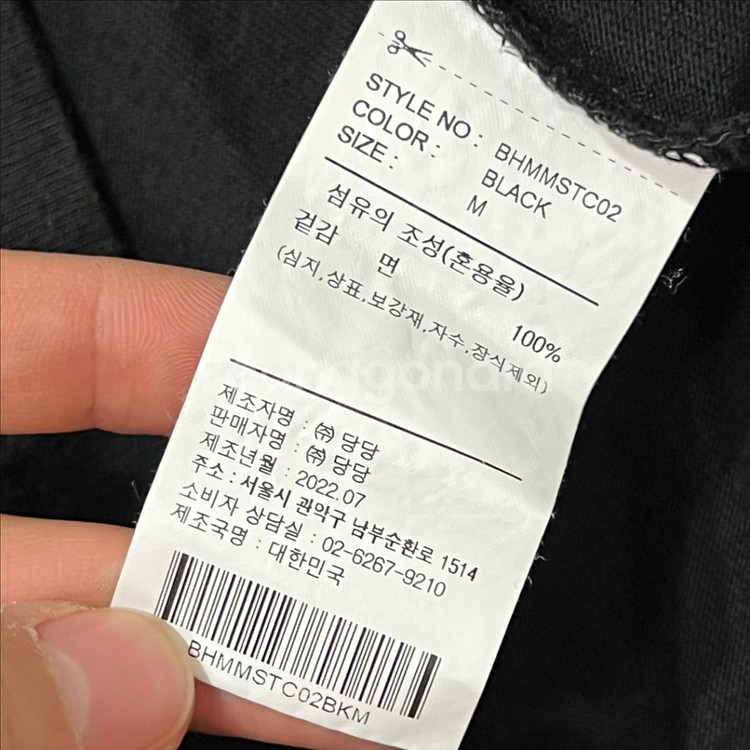 STYLE NO : BHMMSTC02
COLOR : BLACK
SIZE : M
섬유의 조성(혼용율)
겉감 면 100%
(심지,상표,보강재,자수,장식제외)
제조자명 : ㈜ 당당
판매자명 : ㈜ 당당
제조년월 : 2022.07
주소 : 서울시 관악구 남부순환로 1514
소비자 상담실 : 02-6267-9210
제조국명 : 대한민국
BHMMSTC02BKM